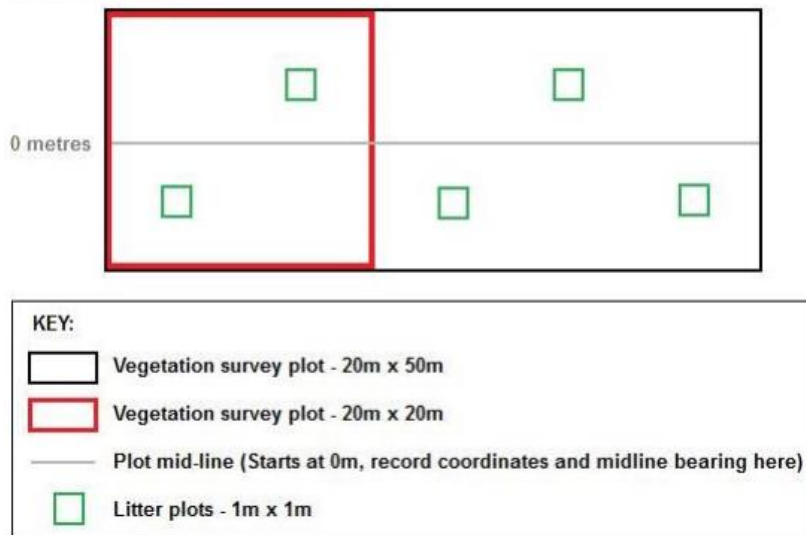 0 metres
KEY:
Vegetation survey plot - 20m x 50m
Vegetation survey plot - 20m x 20m
Plot mid-line (Starts at 0m, record coordinates and midline bearing here)
Litter plots - 1m x 1m